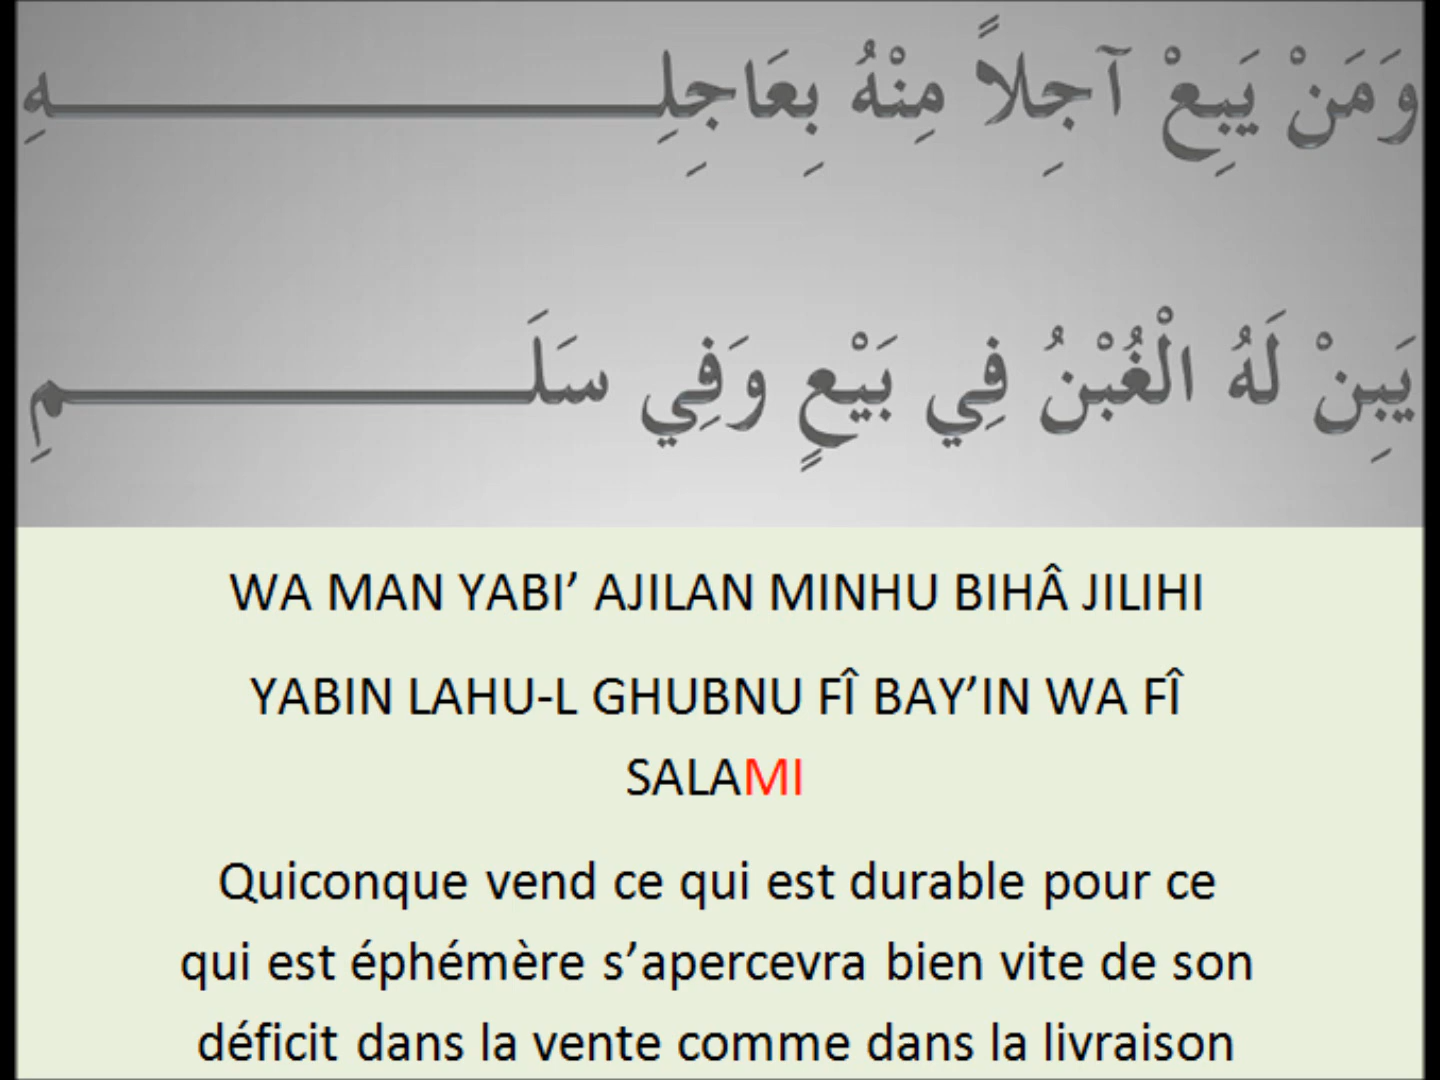 وَمَنْ يَبِعْ آجِلاً مِنْهُ بِعَاجِلِــــــــــــــــــــهِ
يَبِنْ لَهُ الْغُبْنُ فِي بَيْعٍ وَفِي سَلَــــــــــــــــــمِ
WA MAN YABI’ AJILAN MINHU BIHÂ JILIHI
YABIN LAHU-L GHUBNU FÎ BAY’IN WA FÎ
SALAMI
Quiconque vend ce qui est durable pour ce
qui est éphémère s’apercevra bien vite de son
déficit dans la vente comme dans la livraison